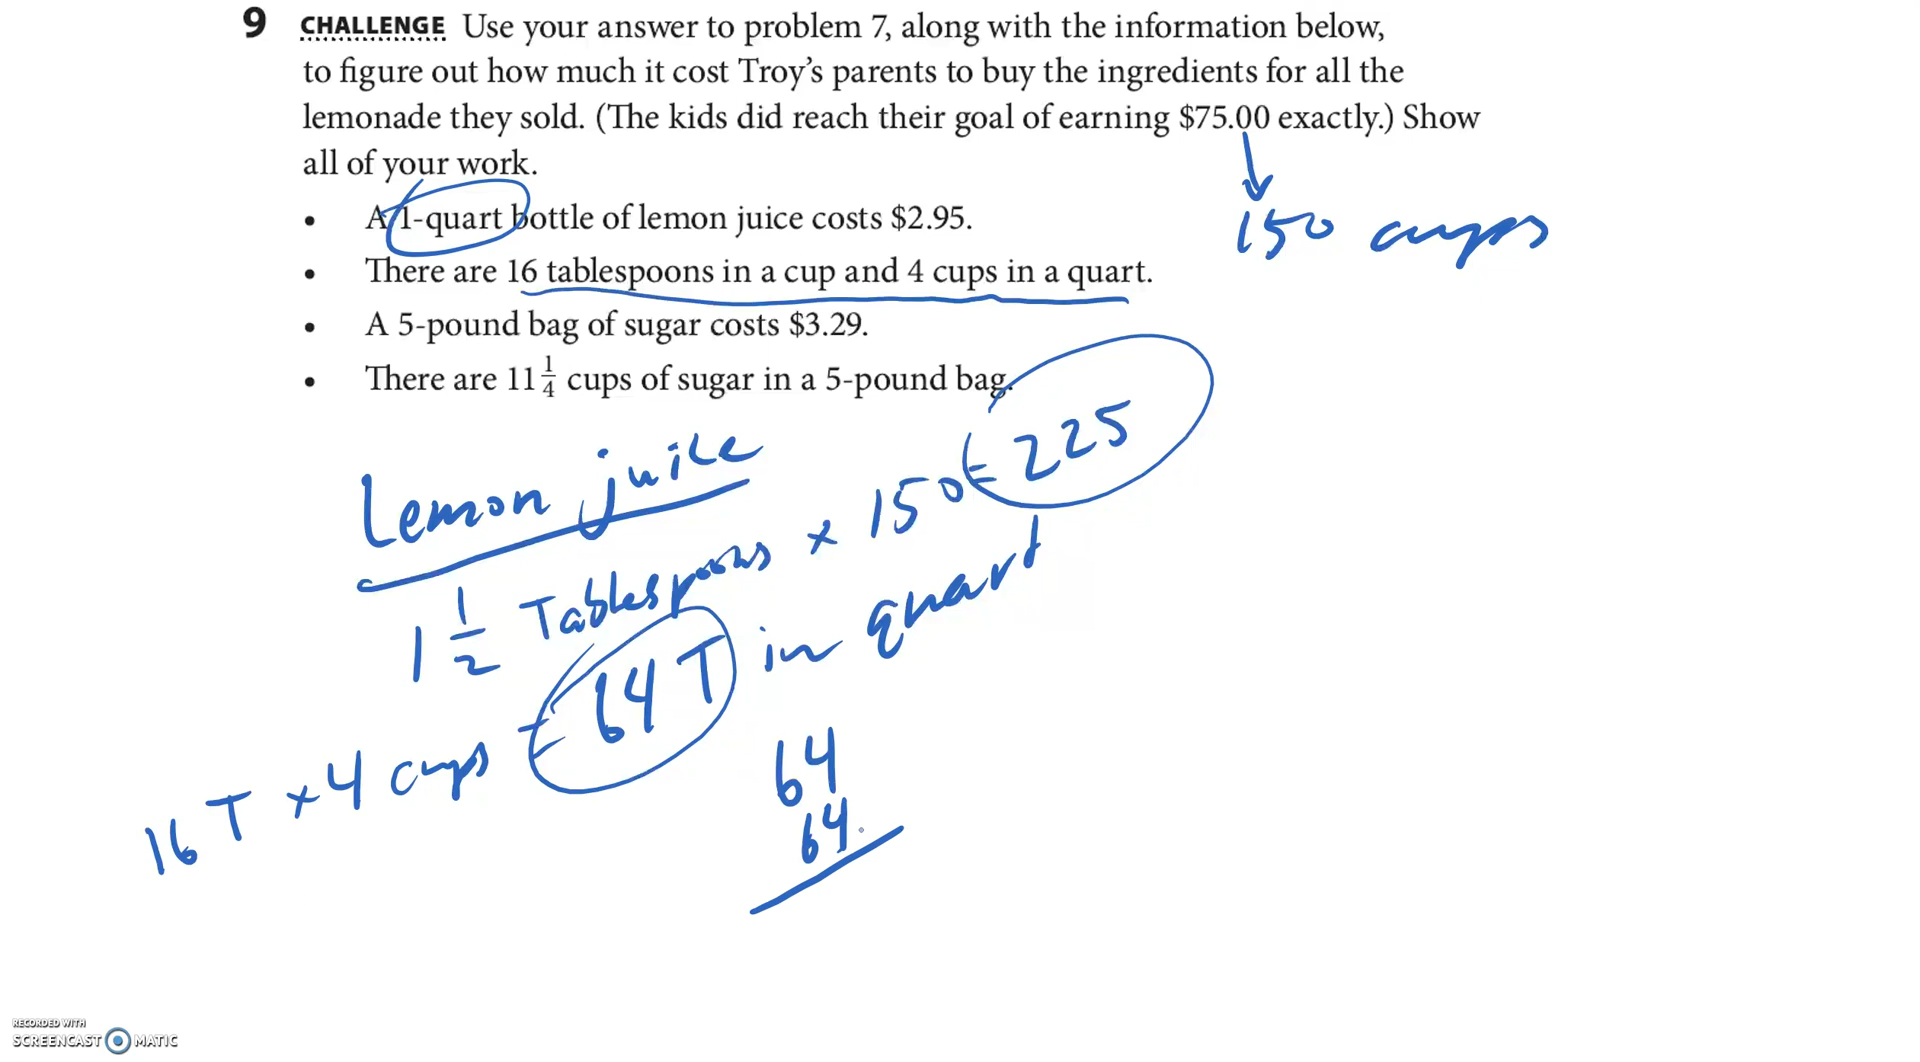 9 CHALLENGE Use your answer to problem 7, along with the information below,
to figure out how much it cost Troy's parents to buy the ingredients for all the
lemonade they sold. (The kids did reach their goal of earning $75.00 exactly.) Show
all of your work.
• A 1-quart bottle of lemon juice costs $2.95.
150 cups
• There are 16 tablespoons in a cup and 4 cups in a quart.
• A 5-pound bag of sugar costs $3.29.
• There are 11 1/4 cups of sugar in a 5-pound bag.
Lemon juice
1 1/2 Tablespoons × 150 = 225
16 T × 4 cups = 64 T in quart
64
64
RECORDED WITH
SCREENCAST MATIC